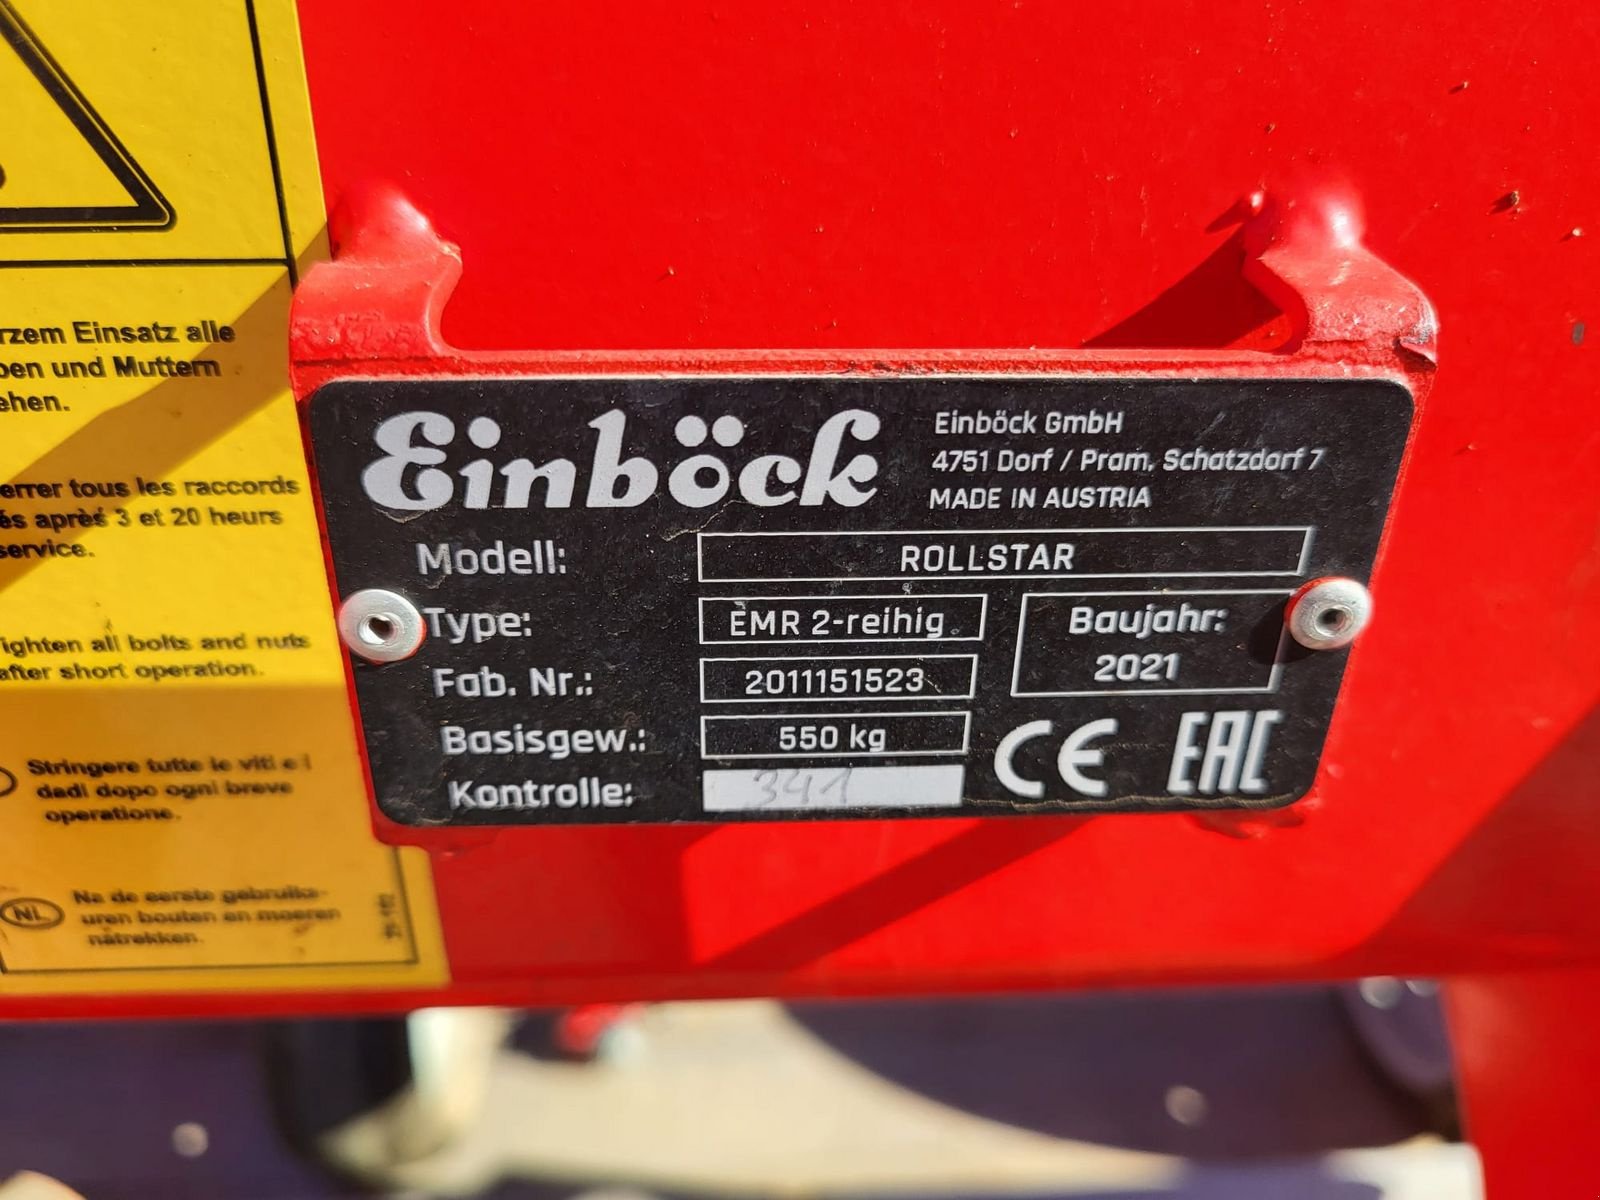 rzem Einsatz alle
ben und Muttern
ehen.
errer tous les raccords
és après 3 et 20 heurs
service.
ighten all bolts and nuts
after short operation.
Stringere tutte le viti e i
dadi dopo ogni breve
operatione.
NL
Na de eerste gebruiks-
uren bouten en moeren
natrekken.
Einböck
Einböck GmbH
4751 Dorf / Pram, Schatzdorf 7
MADE IN AUSTRIA
Modell: ROLLSTAR
Type: EMR 2-reihig
Baujahr:
2021
Fab. Nr.: 2011151523
Basisgew.: 550 kg
Kontrolle: 341
CE EAC